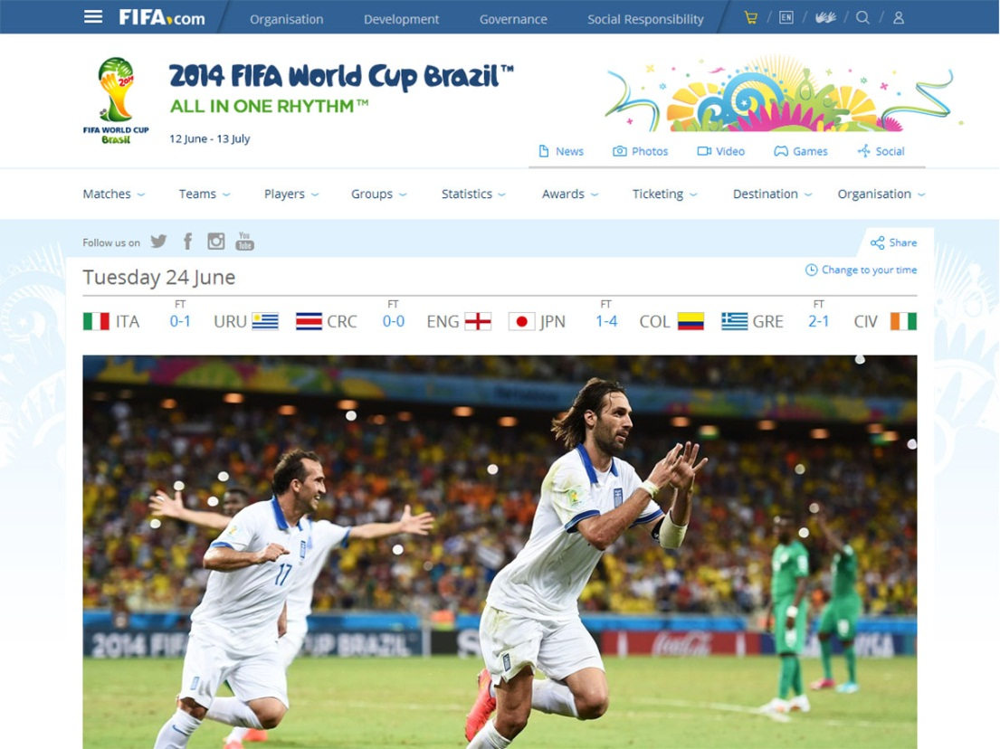 FIFA.com Organisation Development Governance Social Responsibility EN
2014
FIFA WORLD CUP
Brasil
2014 FIFA World Cup Brazil™
ALL IN ONE RHYTHM™
12 June - 13 July
News Photos Video Games Social
Matches Teams Players Groups Statistics Awards Ticketing Destination Organisation
Follow us on You Tube Share
Tuesday 24 June Change to your time
FT FT FT FT
ITA 0-1 URU CRC 0-0 ENG JPN 1-4 COL GRE 2-1 CIV
17
2014 FIF UP BRAZIL Coca-Cola VISA